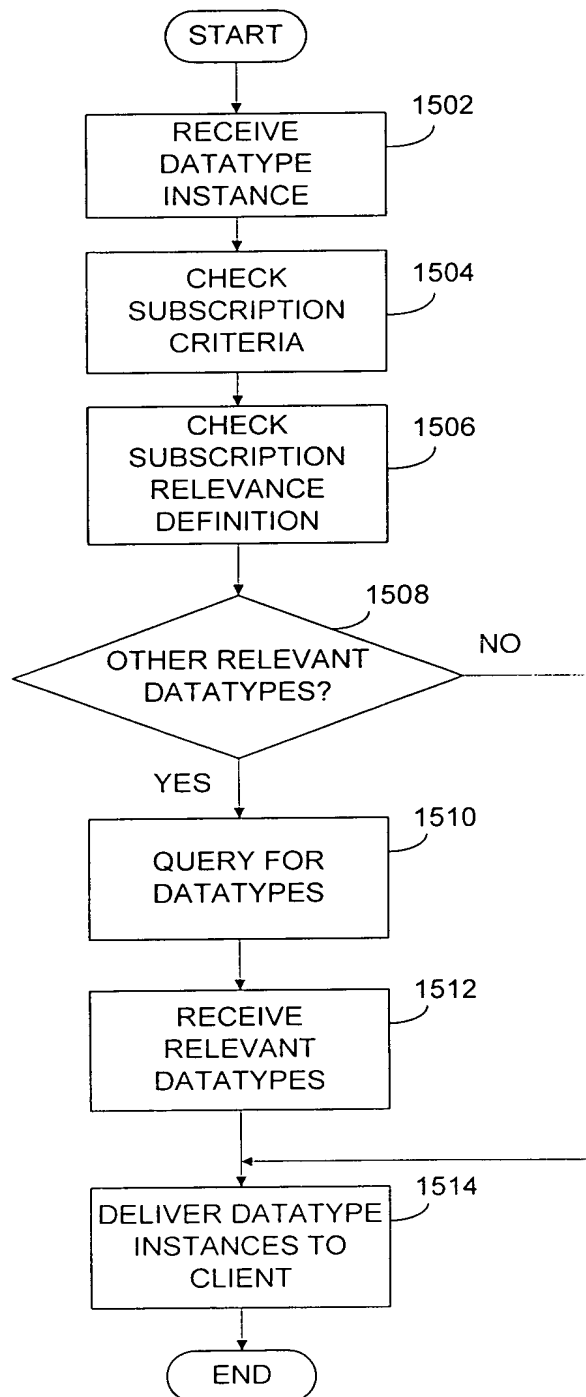 START
1502
RECEIVE
DATATYPE
INSTANCE
1504
CHECK
SUBSCRIPTION
CRITERIA
1506
CHECK
SUBSCRIPTION
RELEVANCE
DEFINITION
1508
OTHER RELEVANT
DATATYPES?
NO
YES
1510
QUERY FOR
DATATYPES
1512
RECEIVE
RELEVANT
DATATYPES
1514
DELIVER DATATYPE
INSTANCES TO
CLIENT
END